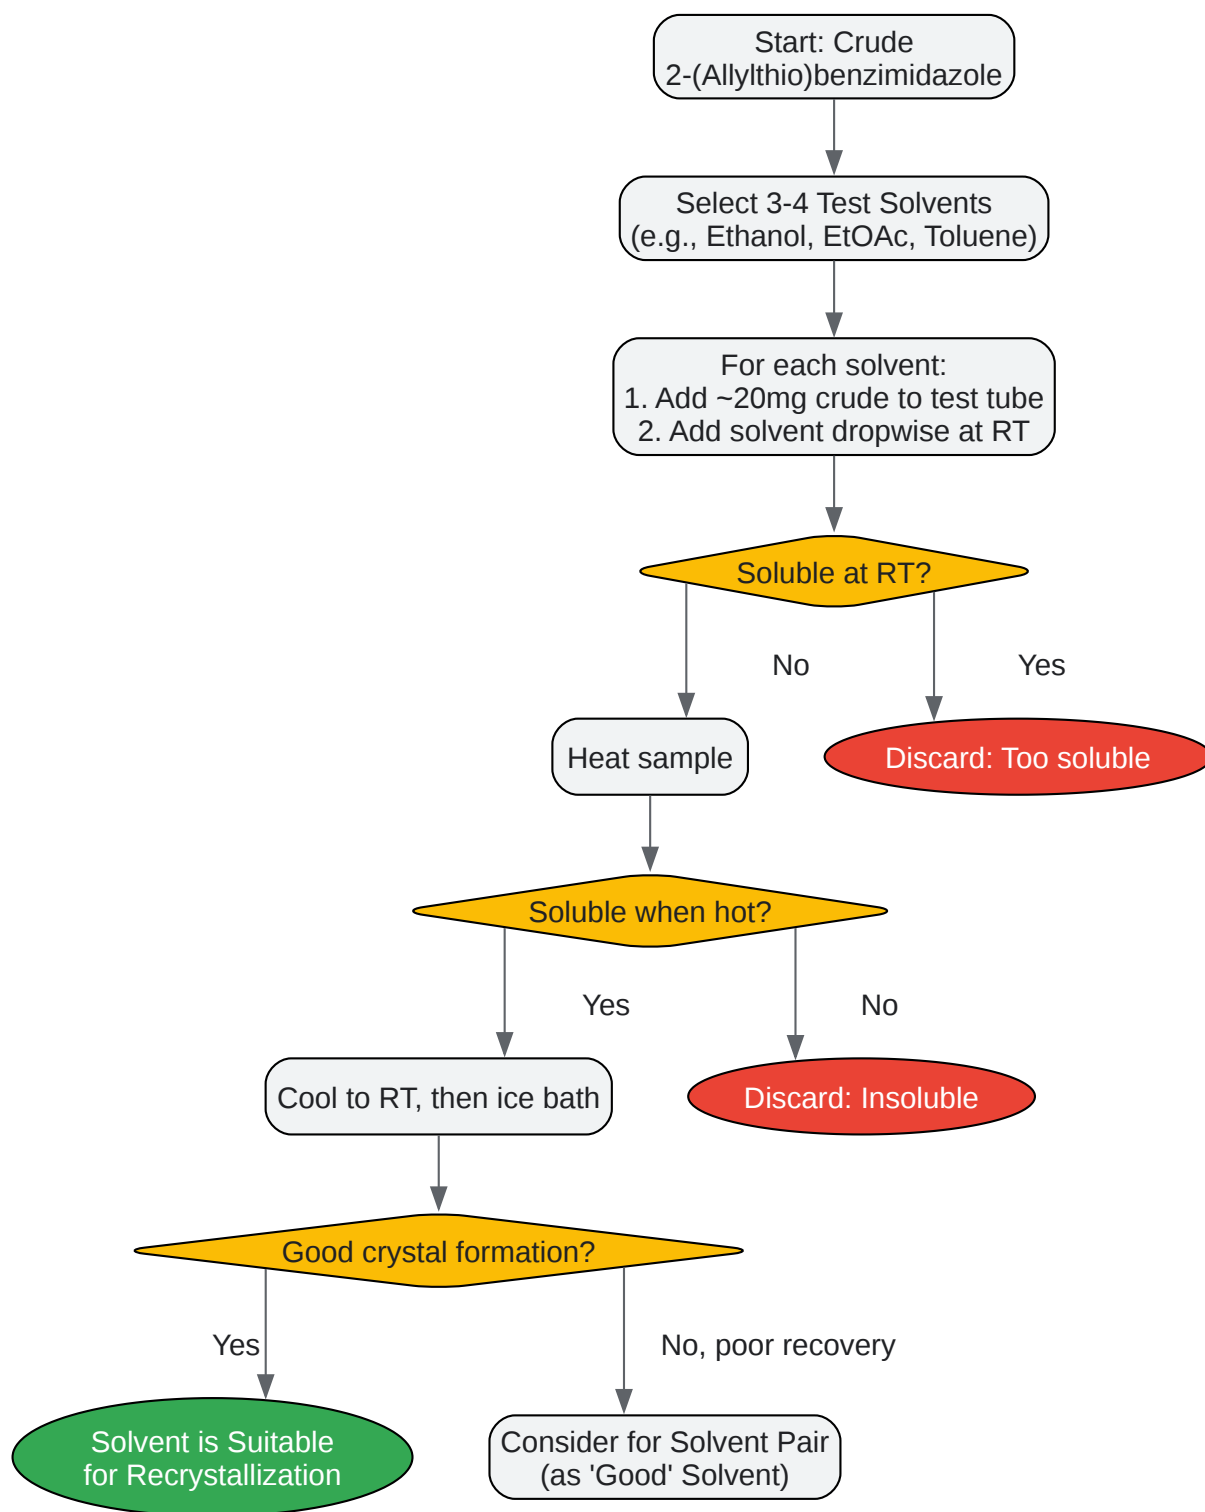 Start: Crude
2-(Allylthio)benzimidazole
Select 3-4 Test Solvents
(e.g., Ethanol, EtOAc, Toluene)
For each solvent:
1. Add ~20mg crude to test tube
2. Add solvent dropwise at RT
Soluble at RT?
No
Yes
Heat sample
Discard: Too soluble
Soluble when hot?
Yes
No
Cool to RT, then ice bath
Discard: Insoluble
Good crystal formation?
Yes
No, poor recovery
Solvent is Suitable
for Recrystallization
Consider for Solvent Pair
(as 'Good' Solvent)